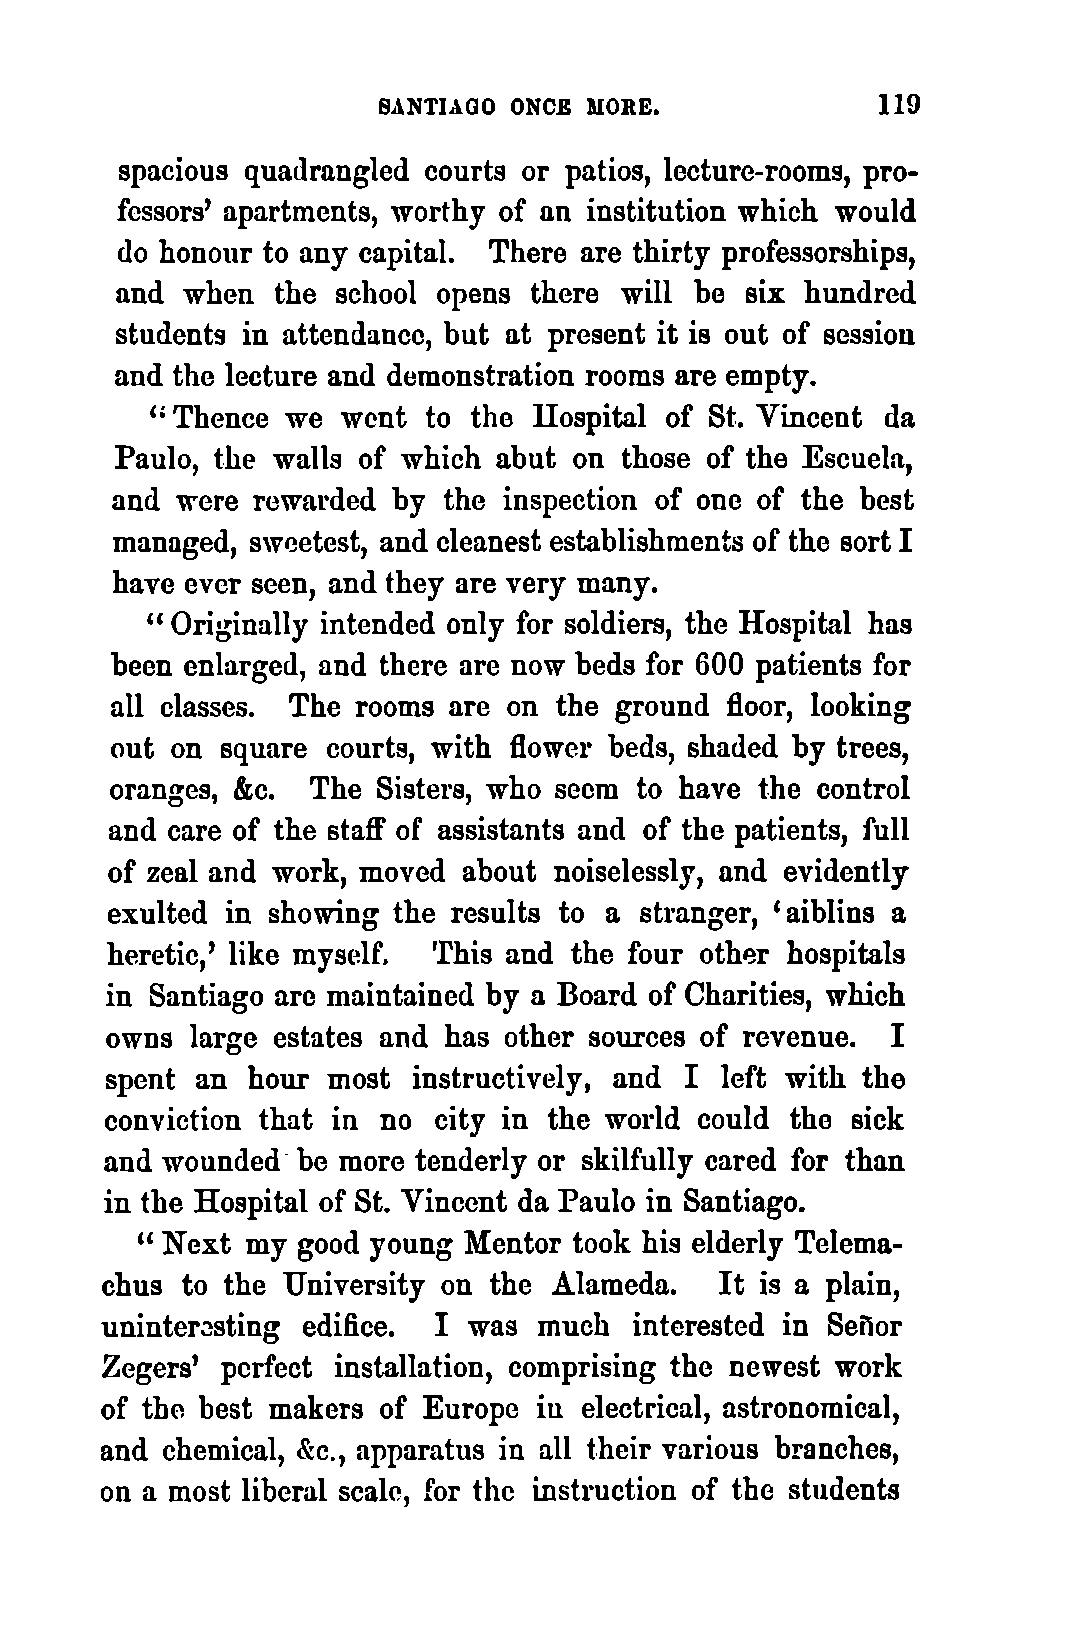 SANTIAGO ONCE MORE. 119
spacious quadrangled courts or patios, lecture-rooms, pro-
fessors' apartments, worthy of an institution which would
do honour to any capital. There are thirty professorships,
and when the school opens there will be six hundred
students in attendance, but at present it is out of session
and the lecture and demonstration rooms are empty.
"Thence we went to the Hospital of St. Vincent da
Paulo, the walls of which abut on those of the Escuela,
and were rewarded by the inspection of one of the best
managed, sweetest, and cleanest establishments of the sort I
have ever seen, and they are very many.
"Originally intended only for soldiers, the Hospital has
been enlarged, and there are now beds for 600 patients for
all classes. The rooms are on the ground floor, looking
out on square courts, with flower beds, shaded by trees,
oranges, &c. The Sisters, who seem to have the control
and care of the staff of assistants and of the patients, full
of zeal and work, moved about noiselessly, and evidently
exulted in showing the results to a stranger, 'aiblins a
heretic,' like myself. This and the four other hospitals
in Santiago are maintained by a Board of Charities, which
owns large estates and has other sources of revenue. I
spent an hour most instructively, and I left with the
conviction that in no city in the world could the sick
and wounded be more tenderly or skilfully cared for than
in the Hospital of St. Vincent da Paulo in Santiago.
"Next my good young Mentor took his elderly Telema-
chus to the University on the Alameda. It is a plain,
uninteresting edifice. I was much interested in Señor
Zegers' perfect installation, comprising the newest work
of the best makers of Europe in electrical, astronomical,
and chemical, &c., apparatus in all their various branches,
on a most liberal scale, for the instruction of the students